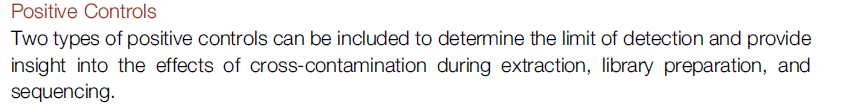 Positive Controls
Two types of positive controls can be included to determine the limit of detection and provide
insight into the effects of cross-contamination during extraction, library preparation, and
sequencing.